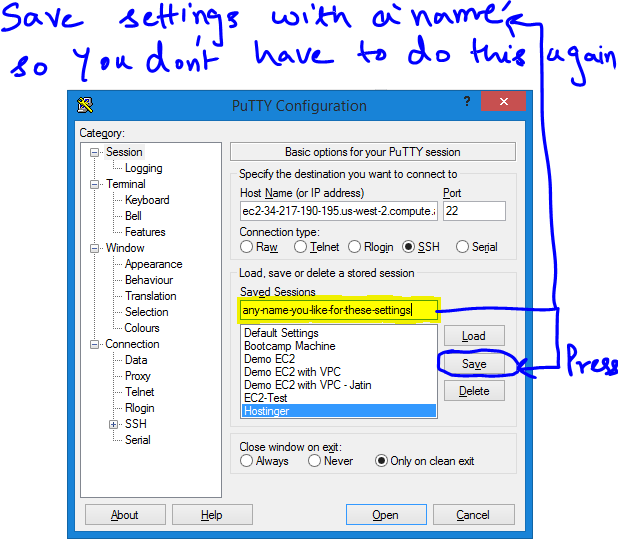 Save settings with a name
so you don't have to do this again
PuTTY Configuration
?
x
Category:
Session
Logging
Terminal
Keyboard
Bell
Features
Window
Appearance
Behaviour
Translation
Selection
Colours
Connection
Data
Proxy
Telnet
Rlogin
SSH
Serial
Basic options for your PuTTY session
Specify the destination you want to connect to
Host Name (or IP address) Port
ec2-34-217-190-195.us-west-2.compute. 22
Connection type:
Raw Telnet Rlogin SSH Serial
Load, save or delete a stored session
Saved Sessions
any-name-you-like-for-these-settings
Default Settings
Bootcamp Machine
Demo EC2
Demo EC2 with VPC
Demo EC2 with VPC - Jatin
EC2-Test
Hostinger
Load
Save
Press
Delete
Close window on exit:
Always Never Only on clean exit
About Help Open Cancel